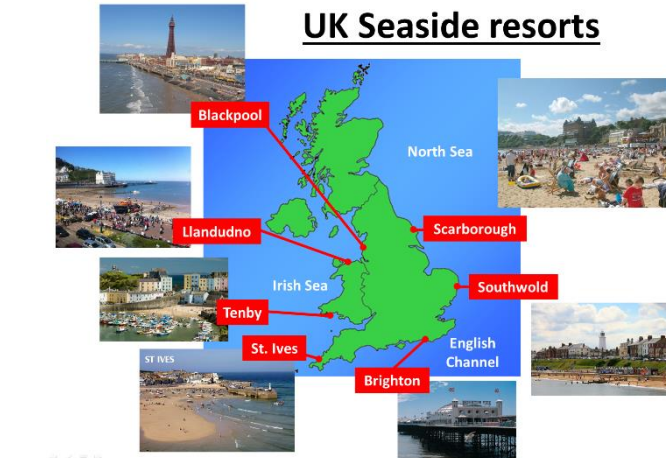 UK Seaside resorts
Blackpool
North Sea
Llandudno
Scarborough
Irish Sea
Southwold
Tenby
St. Ives
English
Channel
ST IVES
Brighton